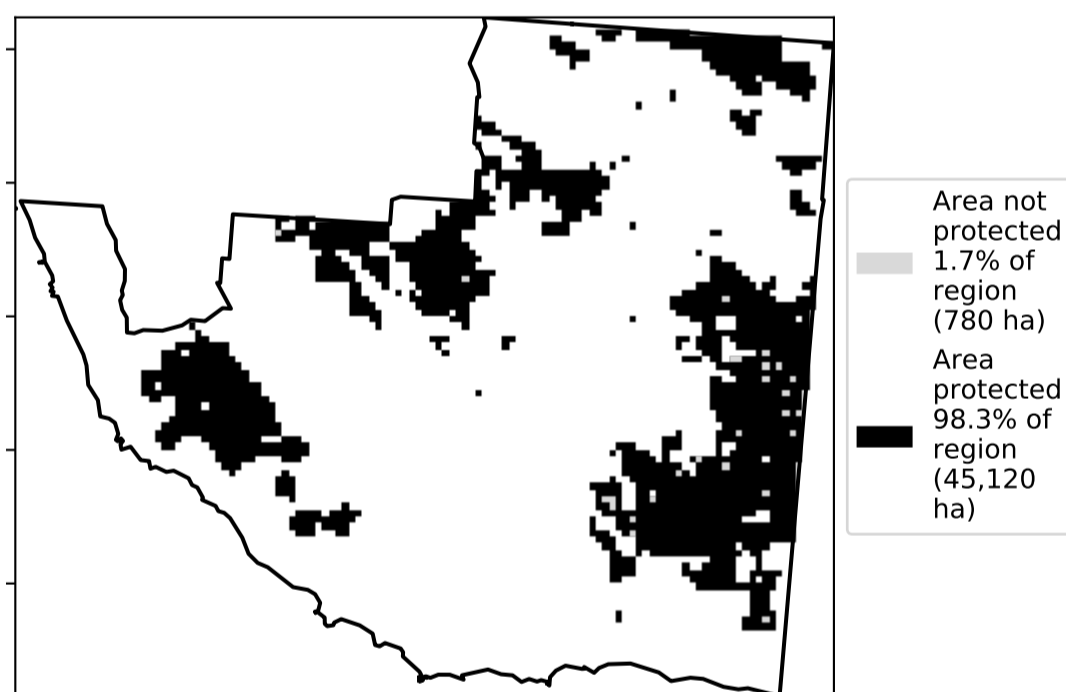 Area not
protected
1.7% of
region
(780 ha)
Area
protected
98.3% of
region
(45,120
ha)